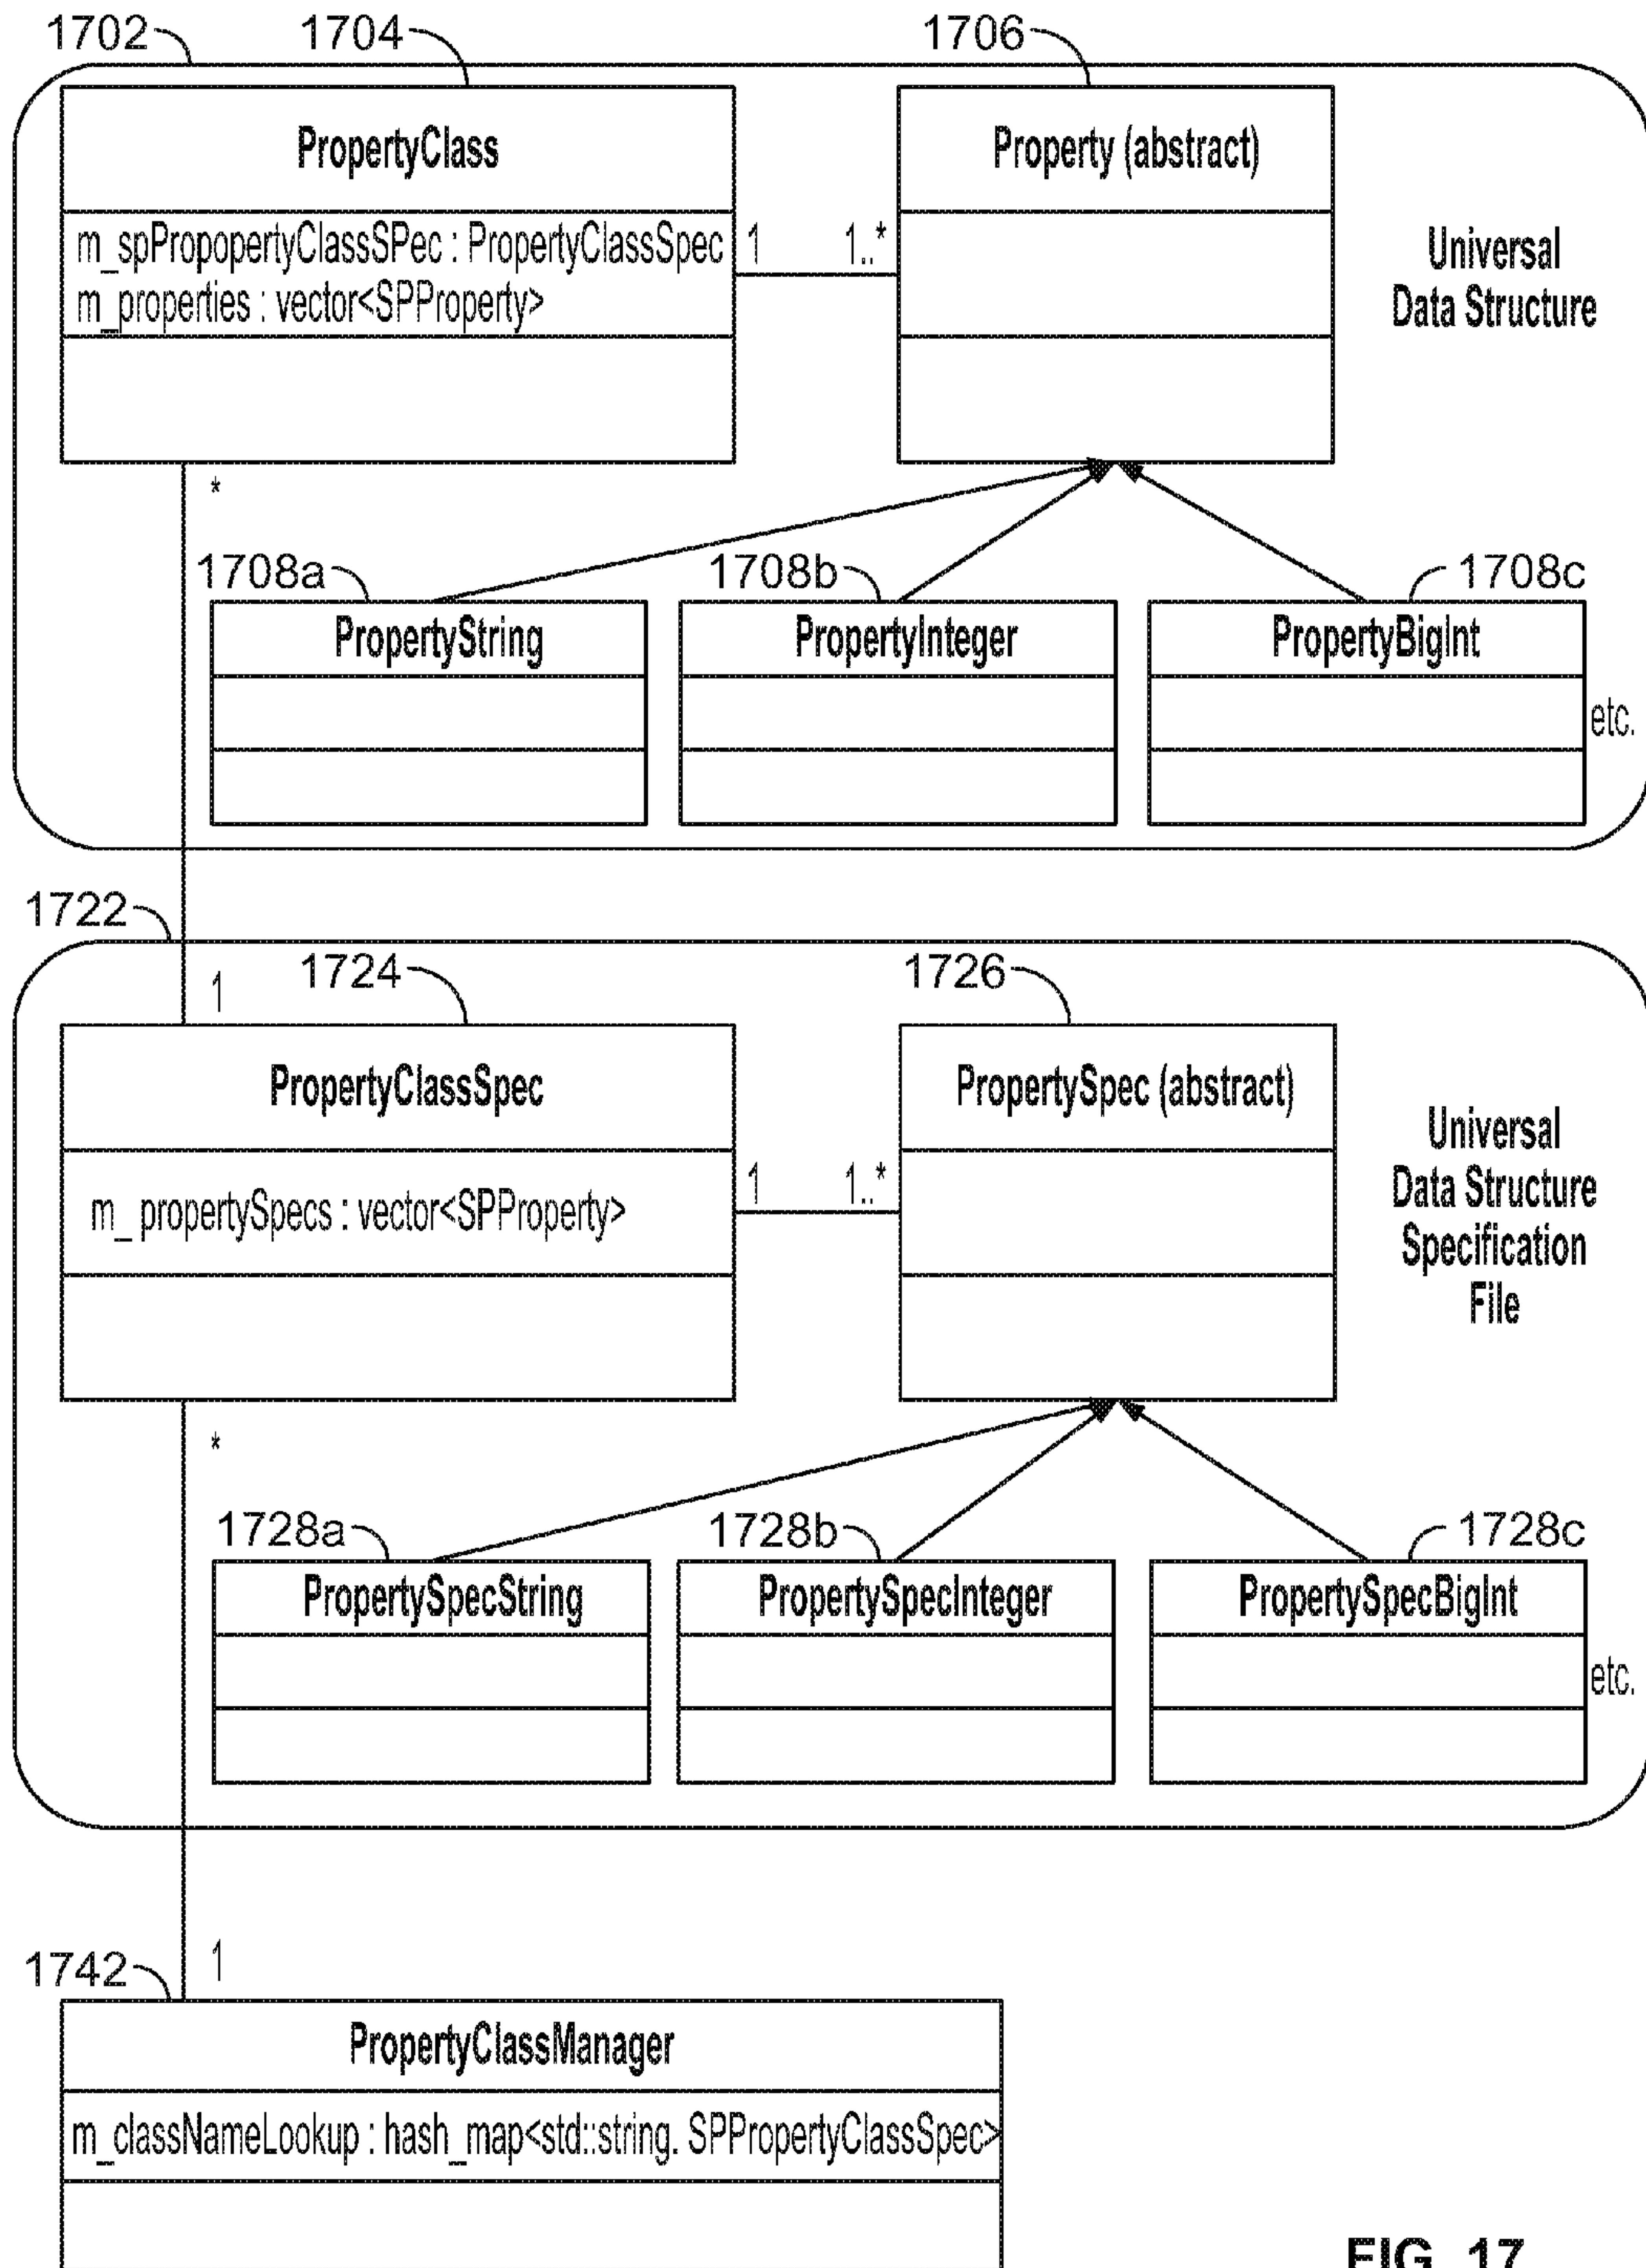 1702
1704
1706
PropertyClass
Property (abstract)
m_spPropopertyClassSPec : PropertyClassSpec
m_properties : vector<SPProperty>
1
1..*
Universal
Data Structure
*
1708a
1708b
1708c
PropertyString
PropertyInteger
PropertyBigInt
etc.
1722
1
1724
1726
PropertyClassSpec
PropertySpec (abstract)
m_ propertySpecs : vector<SPProperty>
1
1..*
Universal
Data Structure
Specification
File
*
1728a
1728b
1728c
PropertySpecString
PropertySpecInteger
PropertySpecBigInt
etc.
1742
1
PropertyClassManager
m_classNameLookup : hash_map<std::string. SPPropertyClassSpec>
FIG. 17